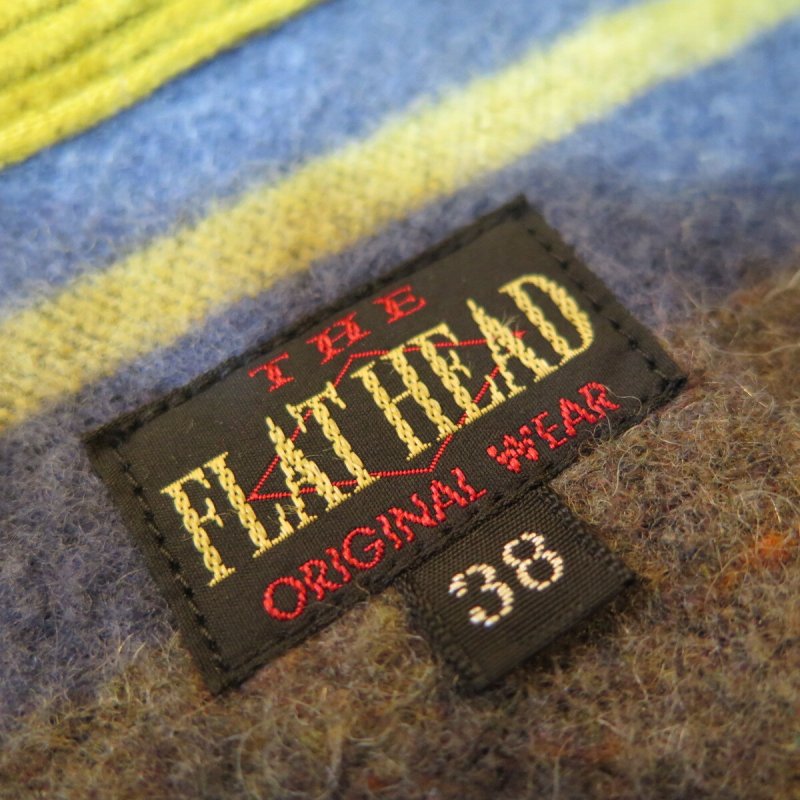 THE
FLAT HEAD
ORIGINAL WEAR
38